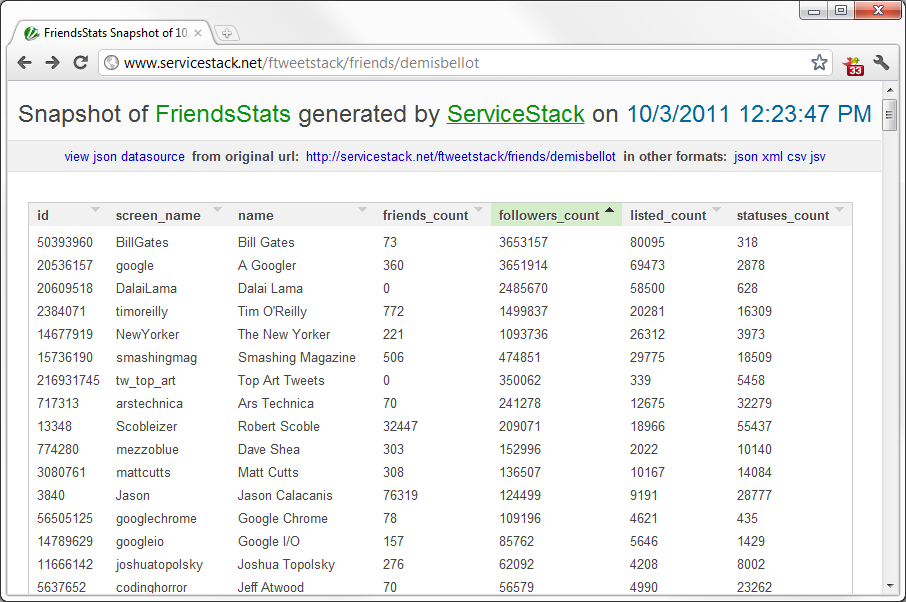 FriendsStats Snapshot of 10
www.servicestack.net/ftweetstack/friends/demisbellot
33
Snapshot of FriendsStats generated by ServiceStack on 10/3/2011 12:23:47 PM
view json datasource from original url: http://servicestack.net/ftweetstack/friends/demisbellot in other formats: json xml csv jsv
id screen_name name friends_count followers_count listed_count statuses_count
50393960 BillGates Bill Gates 73 3653157 80095 318
20536157 google A Googler 360 3651914 69473 2878
20609518 DalaiLama Dalai Lama 0 2485670 58500 628
2384071 timoreilly Tim O'Reilly 772 1499837 20281 16309
14677919 NewYorker The New Yorker 221 1093736 26312 3973
15736190 smashingmag Smashing Magazine 506 474851 29775 18509
216931745 tw_top_art Top Art Tweets 0 350062 339 5458
717313 arstechnica Ars Technica 70 241278 12675 32279
13348 Scobleizer Robert Scoble 32447 209071 18966 55437
774280 mezzoblue Dave Shea 303 152996 2022 10140
3080761 mattcutts Matt Cutts 308 136507 10167 14084
3840 Jason Jason Calacanis 76319 124499 9191 28777
56505125 googlechrome Google Chrome 78 109196 4621 435
14789629 googleio Google I/O 157 85762 5646 1429
11666142 joshuatopolsky Joshua Topolsky 276 62092 4208 8002
5637652 codinghorror Jeff Atwood 70 56579 4990 23262